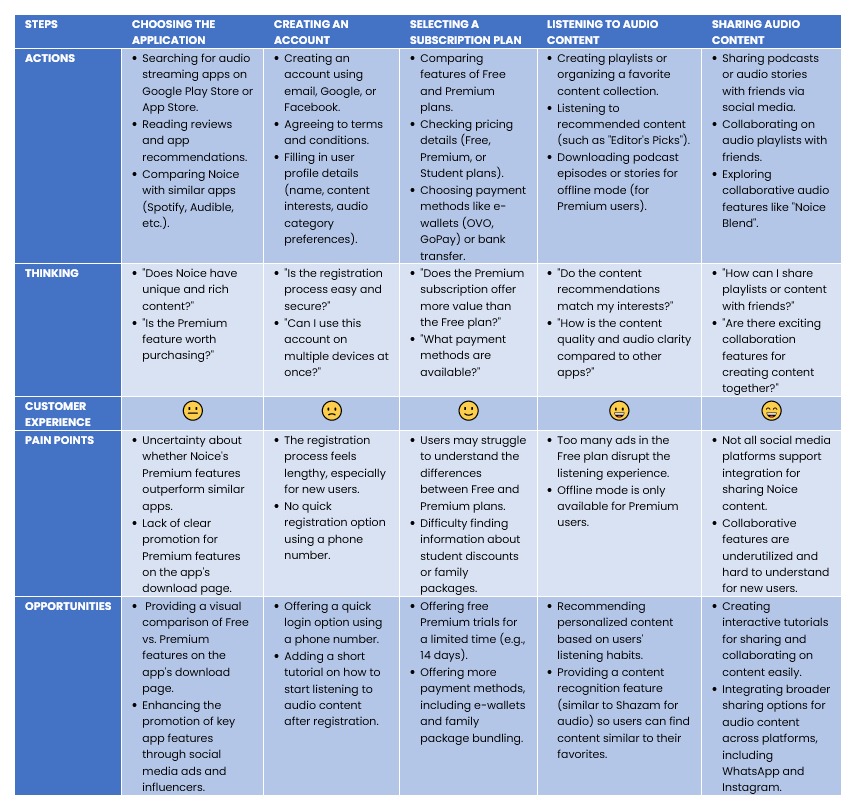 STEPS
CHOOSING THE
APPLICATION
CREATING AN
ACCOUNT
SELECTING A
SUBSCRIPTION PLAN
LISTENING TO AUDIO
CONTENT
SHARING AUDIO
CONTENT
ACTIONS
• Searching for audio
streaming apps on
Google Play Store or
App Store.
• Reading reviews
and app
recommendations.
• Comparing Noice
with similar apps
(Spotify, Audible,
etc.).
• Creating an
account using
email, Google, or
Facebook.
• Agreeing to terms
and conditions.
• Filling in user
profile details
(name, content
interests, audio
category
preferences).
• Comparing
features of Free
and Premium
plans.
• Checking pricing
details (Free,
Premium, or
Student plans).
• Choosing payment
methods like e-
wallets (OVO,
GoPay) or bank
transfer.
• Creating playlists or
organizing a favorite
content collection.
• Listening to
recommended content
(such as "Editor's Picks").
• Downloading podcast
episodes or stories for
offline mode (for
Premium users).
• Sharing podcasts
or audio stories
with friends via
social media.
• Collaborating on
audio playlists with
friends.
• Exploring
collaborative audio
features like "Noice
Blend".
THINKING
• "Does Noice have
unique and rich
content?"
• "Is the Premium
feature worth
purchasing?"
• "Is the registration
process easy and
secure?"
• "Can I use this
account on
multiple devices at
once?"
• "Does the Premium
subscription offer
more value than
the Free plan?"
• "What payment
methods are
available?"
• "Do the content
recommendations
match my interests?"
• "How is the content
quality and audio clarity
compared to other
apps?"
• "How can I share
playlists or content
with friends?"
• "Are there exciting
collaboration
features for
creating content
together?"
CUSTOMER
EXPERIENCE
PAIN POINTS
• Uncertainty about
whether Noice's
Premium features
outperform similar
apps.
• Lack of clear
promotion for
Premium features
on the app's
download page.
• The registration
process feels
lengthy, especially
for new users.
• No quick
registration option
using a phone
number.
• Users may struggle
to understand the
differences
between Free and
Premium plans.
• Difficulty finding
information about
student discounts
or family
packages.
• Too many ads in the
Free plan disrupt the
listening experience.
• Offline mode is only
available for Premium
users.
• Not all social media
platforms support
integration for
sharing Noice
content.
• Collaborative
features are
underutilized and
hard to understand
for new users.
OPPORTUNITIES
• Providing a visual
comparison of Free
vs. Premium
features on the
app's download
page.
• Enhancing the
promotion of key
app features
through social
media ads and
influencers.
• Offering a quick
login option using
a phone number.
• Adding a short
tutorial on how to
start listening to
audio content
after registration.
• Offering free
Premium trials for
a limited time (e.g.,
14 days).
• Offering more
payment methods,
including e-wallets
and family
package bundling.
• Recommending
personalized content
based on users'
listening habits.
• Providing a content
recognition feature
(similar to Shazam for
audio) so users can find
content similar to their
favorites.
• Creating
interactive tutorials
for sharing and
collaborating on
content easily.
• Integrating broader
sharing options for
audio content
across platforms,
including
WhatsApp and
Instagram.